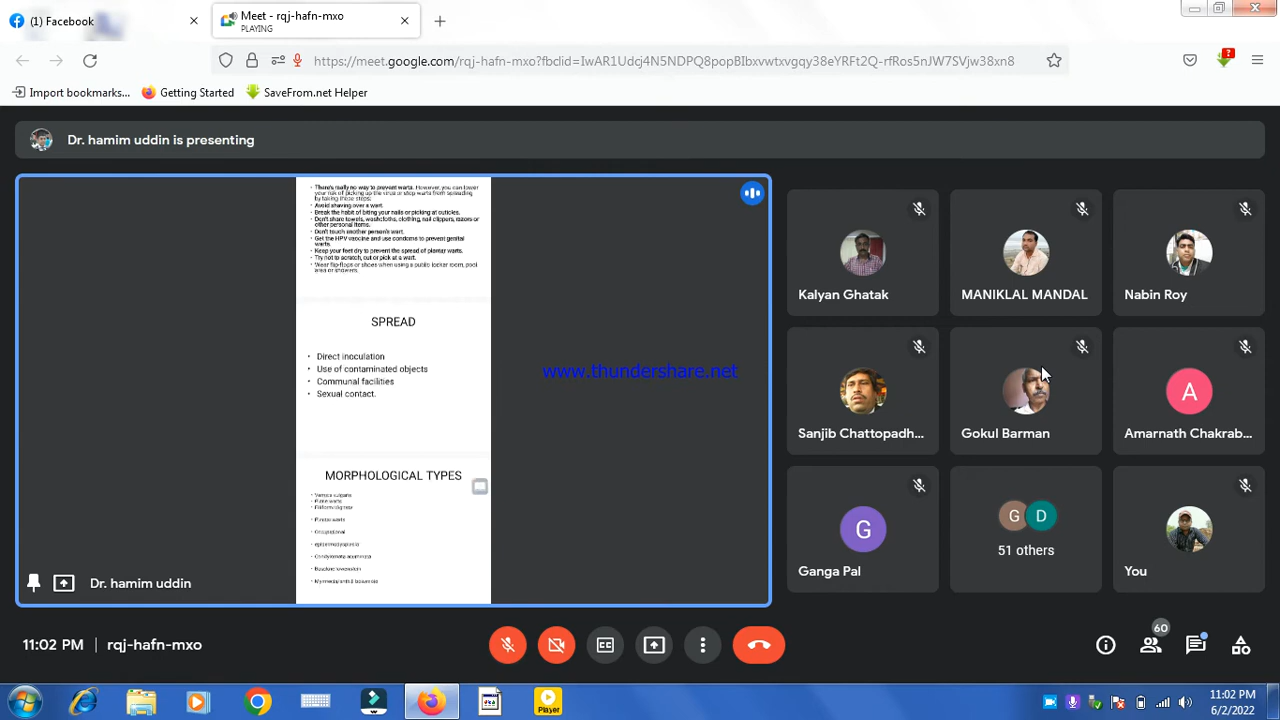 (1) Facebook
Meet - rqj-hafn-mxo
PLAYING
https://meet.google.com/rqj-hafn-mxo?fbclid=IwAR1Udcj4N5NDPQ8popBIbxvwtxvgqy38eYRFt2Q-rfRos5nJW7SVjw38xn8
Import bookmarks...
Getting Started
SaveFrom.net Helper
Dr. hamim uddin is presenting
There's really no way to prevent warts. However, you can lower
your risk of picking up the virus or stop warts from spreading
by taking these steps:
Avoid shaving over a wart.
Break the habit of biting your nails or picking at cuticles.
Don't share towels, washcloths, clothing, nail clippers, razors or
other personal items.
Don't touch another person's wart.
Get the HPV vaccine and use condoms to prevent genital
warts.
Keep your feet dry to prevent the spread of plantar warts.
Try not to scratch, cut or pick at a wart.
Wear flip-flops or shoes when using a public locker room, pool
area or showers.
SPREAD
• Direct inoculation
• Use of contaminated objects
• Communal facilities
• Sexual contact.
www.thundershare.net
MORPHOLOGICAL TYPES
Verruca vulgaris
Plane warts
Plantar warts
Condylomata acuminata
Dr. hamim uddin
Kalyan Ghatak
MANIKLAL MANDAL
Nabin Roy
Sanjib Chattopadh...
Gokul Barman
A
Amarnath Chakrab...
G
Ganga Pal
G D
51 others
You
11:02 PM | rqj-hafn-mxo
60
Player
11:02 PM
6/2/2022